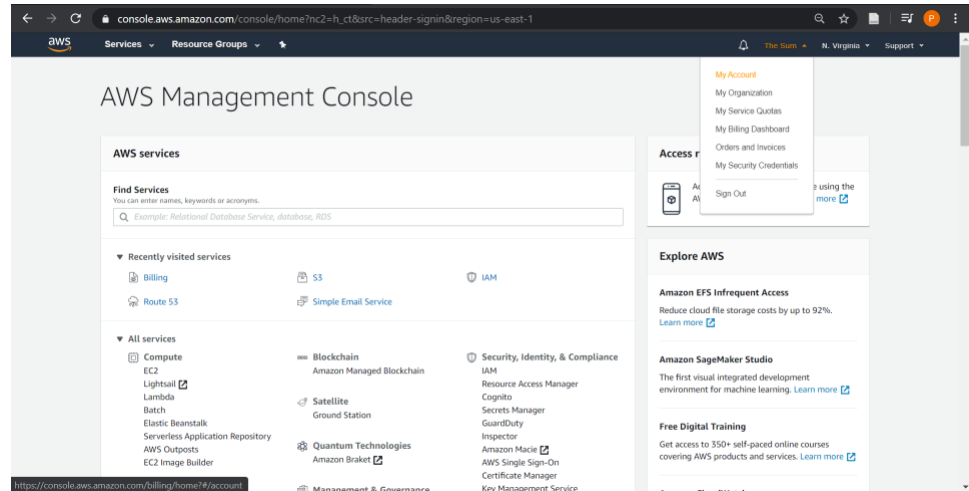 console.aws.amazon.com/console/home?nc2=h_ct&src=header-signin&region=us-east-1
P
aws
Services
Resource Groups
The Sum
N. Virginia
Support
My Account
My Organization
My Service Quotas
My Billing Dashboard
Orders and Invoices
My Security Credentials
Sign Out
AWS Management Console
AWS services
Find Services
You can enter names, keywords or acronyms.
Example: Relational Database Service, database, RDS
Recently visited services
Billing
S3
IAM
Route 53
Simple Email Service
All services
Compute
EC2
Lightsail
Lambda
Batch
Elastic Beanstalk
Serverless Application Repository
AWS Outposts
EC2 Image Builder
Blockchain
Amazon Managed Blockchain
Satellite
Ground Station
Quantum Technologies
Amazon Braket
Management & Governance
Security, Identity, & Compliance
IAM
Resource Access Manager
Cognito
Secrets Manager
GuardDuty
Inspector
Amazon Macie
AWS Single Sign-On
Certificate Manager
Key Management Service
Access r
using the
more
Explore AWS
Amazon EFS Infrequent Access
Reduce cloud file storage costs by up to 92%.
Learn more
Amazon SageMaker Studio
The first visual integrated development
environment for machine learning. Learn more
Free Digital Training
Get access to 350+ self-paced online courses
covering AWS products and services. Learn more
https://console.aws.amazon.com/billing/home?#/account